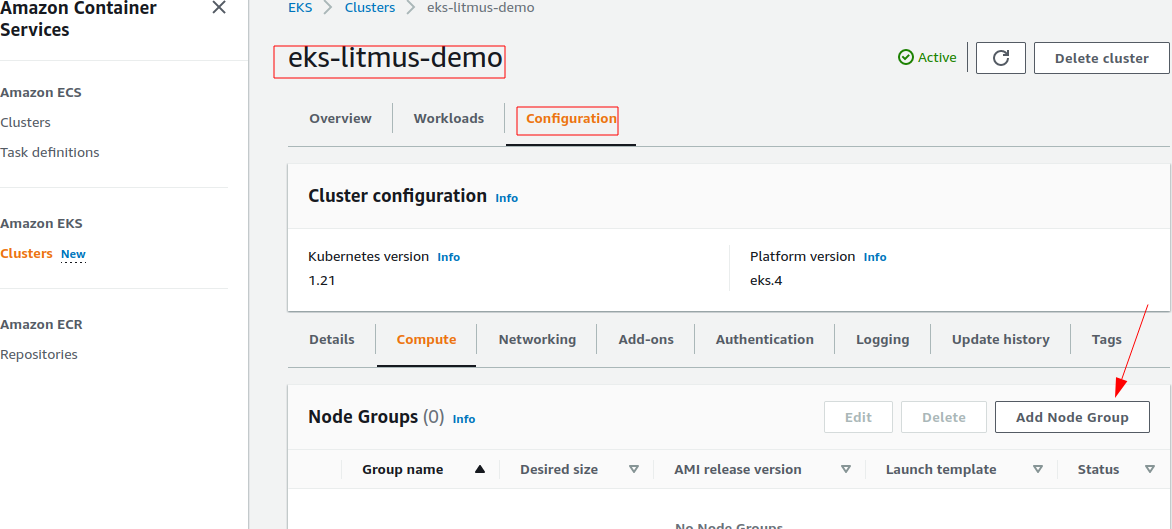 Amazon Container
Services
EKS Clusters eks-litmus-demo
eks-litmus-demo
Active
Delete cluster
Amazon ECS
Clusters
Task definitions
Amazon EKS
Clusters New
Amazon ECR
Repositories
Overview Workloads Configuration
Cluster configuration Info
Kubernetes version Info
1.21
Platform version Info
eks.4
Details Compute Networking Add-ons Authentication Logging Update history Tags
Node Groups (0) Info
Edit Delete Add Node Group
Group name Desired size AMI release version Launch template Status
No Node Groups